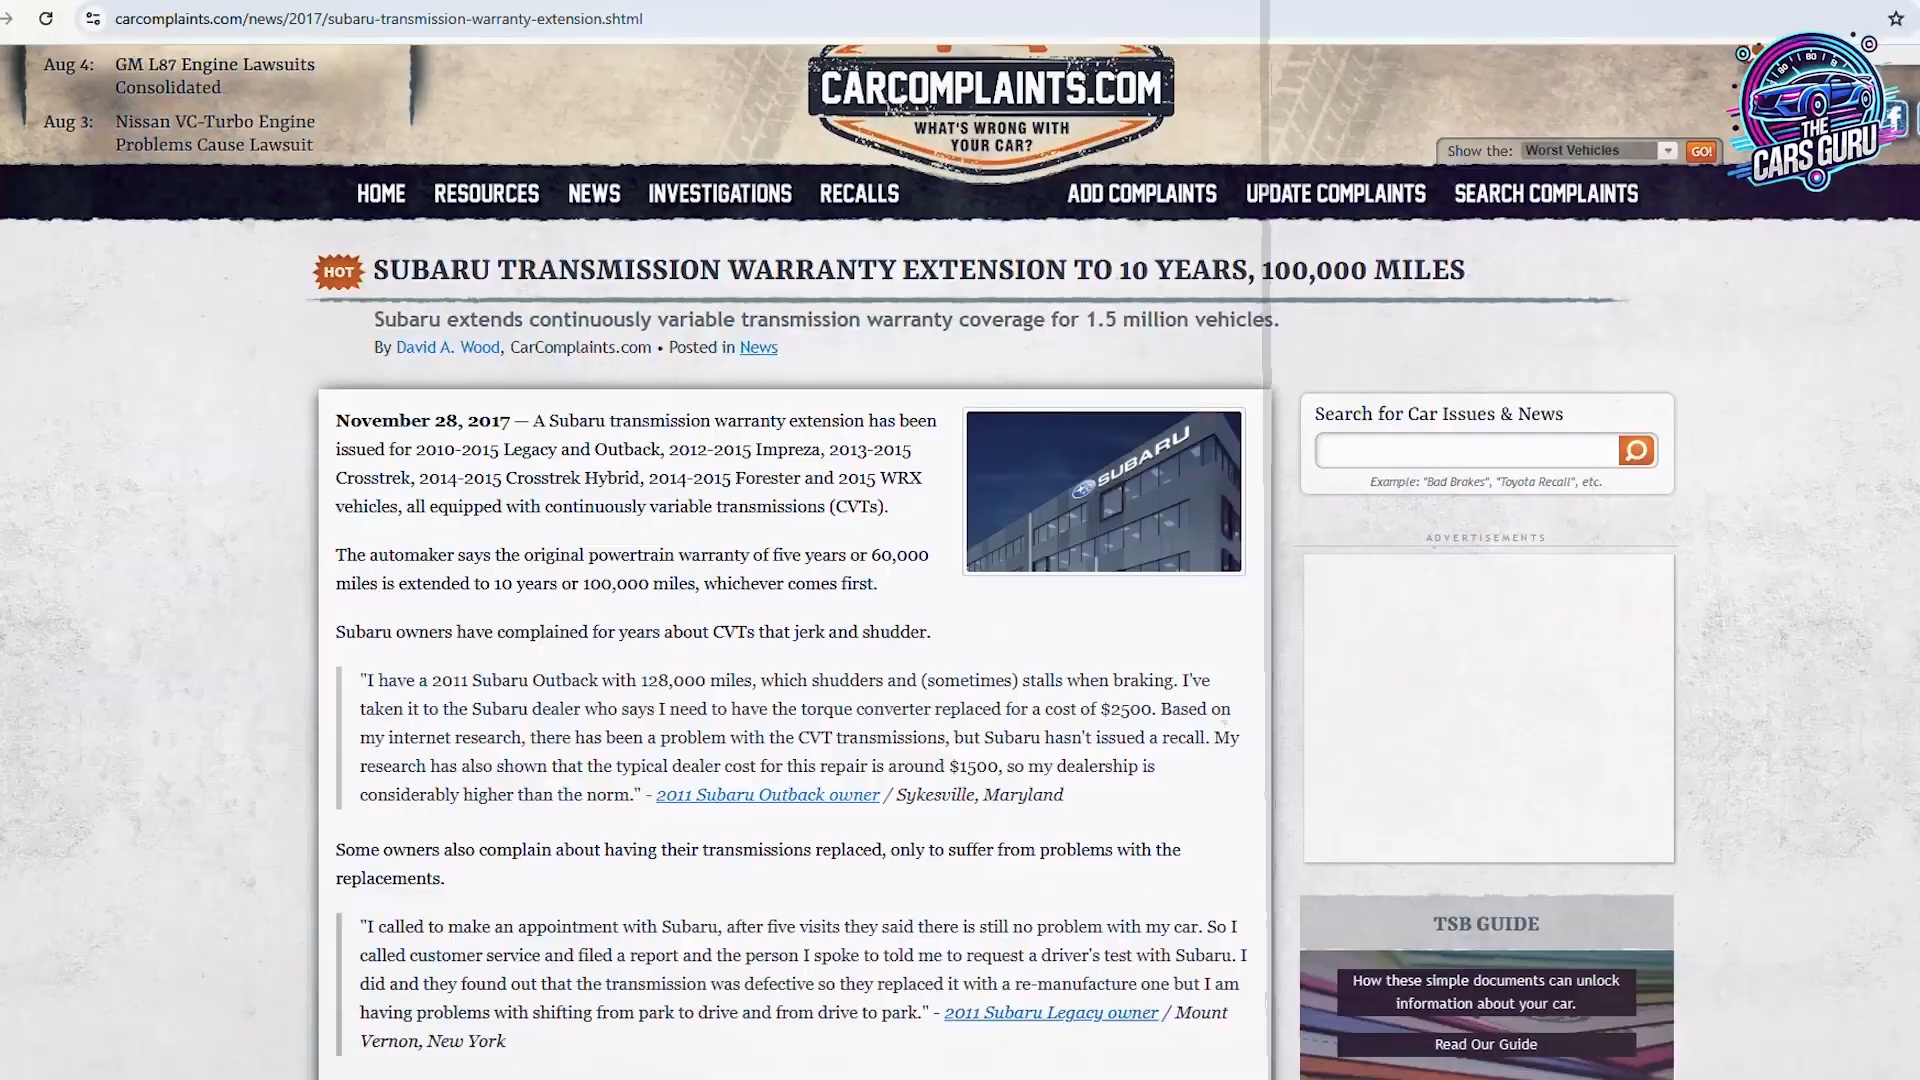 carcomplaints.com/news/2017/subaru-transmission-warranty-extension.shtml
Aug 4: GM L87 Engine Lawsuits
Consolidated
Aug 3: Nissan VC-Turbo Engine
Problems Cause Lawsuit
CARCOMPLAINTS.COM
WHAT'S WRONG WITH
YOUR CAR?
Show the: Worst Vehicles GO!
THE
CARS GURU
HOME RESOURCES NEWS INVESTIGATIONS RECALLS ADD COMPLAINTS UPDATE COMPLAINTS SEARCH COMPLAINTS
HOT SUBARU TRANSMISSION WARRANTY EXTENSION TO 10 YEARS, 100,000 MILES
Subaru extends continuously variable transmission warranty coverage for 1.5 million vehicles.
By David A. Wood, CarComplaints.com • Posted in News
November 28, 2017 — A Subaru transmission warranty extension has been
issued for 2010-2015 Legacy and Outback, 2012-2015 Impreza, 2013-2015
Crosstrek, 2014-2015 Crosstrek Hybrid, 2014-2015 Forester and 2015 WRX
vehicles, all equipped with continuously variable transmissions (CVTs).
SUBARU
The automaker says the original powertrain warranty of five years or 60,000
miles is extended to 10 years or 100,000 miles, whichever comes first.
Subaru owners have complained for years about CVTs that jerk and shudder.
"I have a 2011 Subaru Outback with 128,000 miles, which shudders and (sometimes) stalls when braking. I've
taken it to the Subaru dealer who says I need to have the torque converter replaced for a cost of $2500. Based on
my internet research, there has been a problem with the CVT transmissions, but Subaru hasn't issued a recall. My
research has also shown that the typical dealer cost for this repair is around $1500, so my dealership is
considerably higher than the norm." - 2011 Subaru Outback owner / Sykesville, Maryland
Some owners also complain about having their transmissions replaced, only to suffer from problems with the
replacements.
"I called to make an appointment with Subaru, after five visits they said there is still no problem with my car. So I
called customer service and filed a report and the person I spoke to told me to request a driver's test with Subaru. I
did and they found out that the transmission was defective so they replaced it with a re-manufacture one but I am
having problems with shifting from park to drive and from drive to park." - 2011 Subaru Legacy owner / Mount
Vernon, New York
Search for Car Issues & News
Example: "Bad Brakes", "Toyota Recall", etc.
ADVERTISEMENTS
TSB GUIDE
How these simple documents can unlock
information about your car.
Read Our Guide